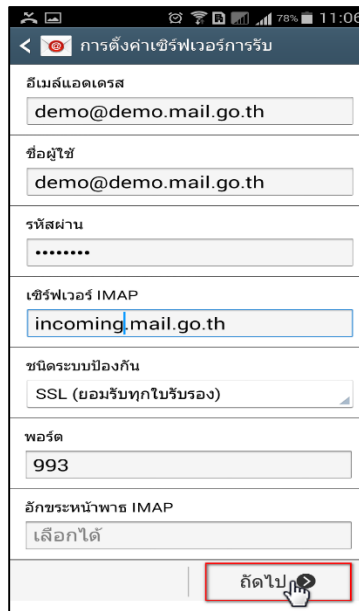 78% 11:06
การตั้งค่าเซิร์ฟเวอร์การรับ
อีเมล์แอดเดรส
demo@demo.mail.go.th
ชื่อผู้ใช้
demo@demo.mail.go.th
รหัสผ่าน
••••••••
เซิร์ฟเวอร์ IMAP
incoming.mail.go.th
ชนิดระบบป้องกัน
SSL (ยอมรับทุกใบรับรอง)
พอร์ต
993
อักขระหน้าพาธ IMAP
เลือกได้
ถัดไป